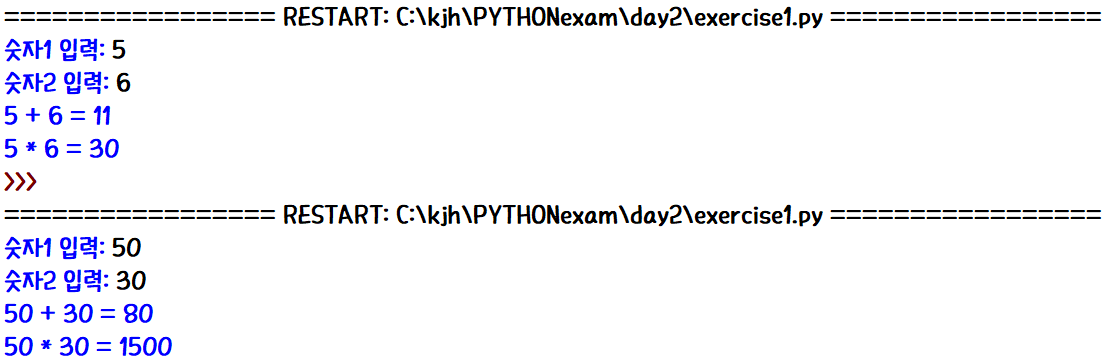 ================= RESTART: C:\kjh\PYTHONexam\day2\exercise1.py =================
숫자1 입력: 5
숫자2 입력: 6
5 + 6 = 11
5 * 6 = 30
>>>
================= RESTART: C:\kjh\PYTHONexam\day2\exercise1.py =================
숫자1 입력: 50
숫자2 입력: 30
50 + 30 = 80
50 * 30 = 1500